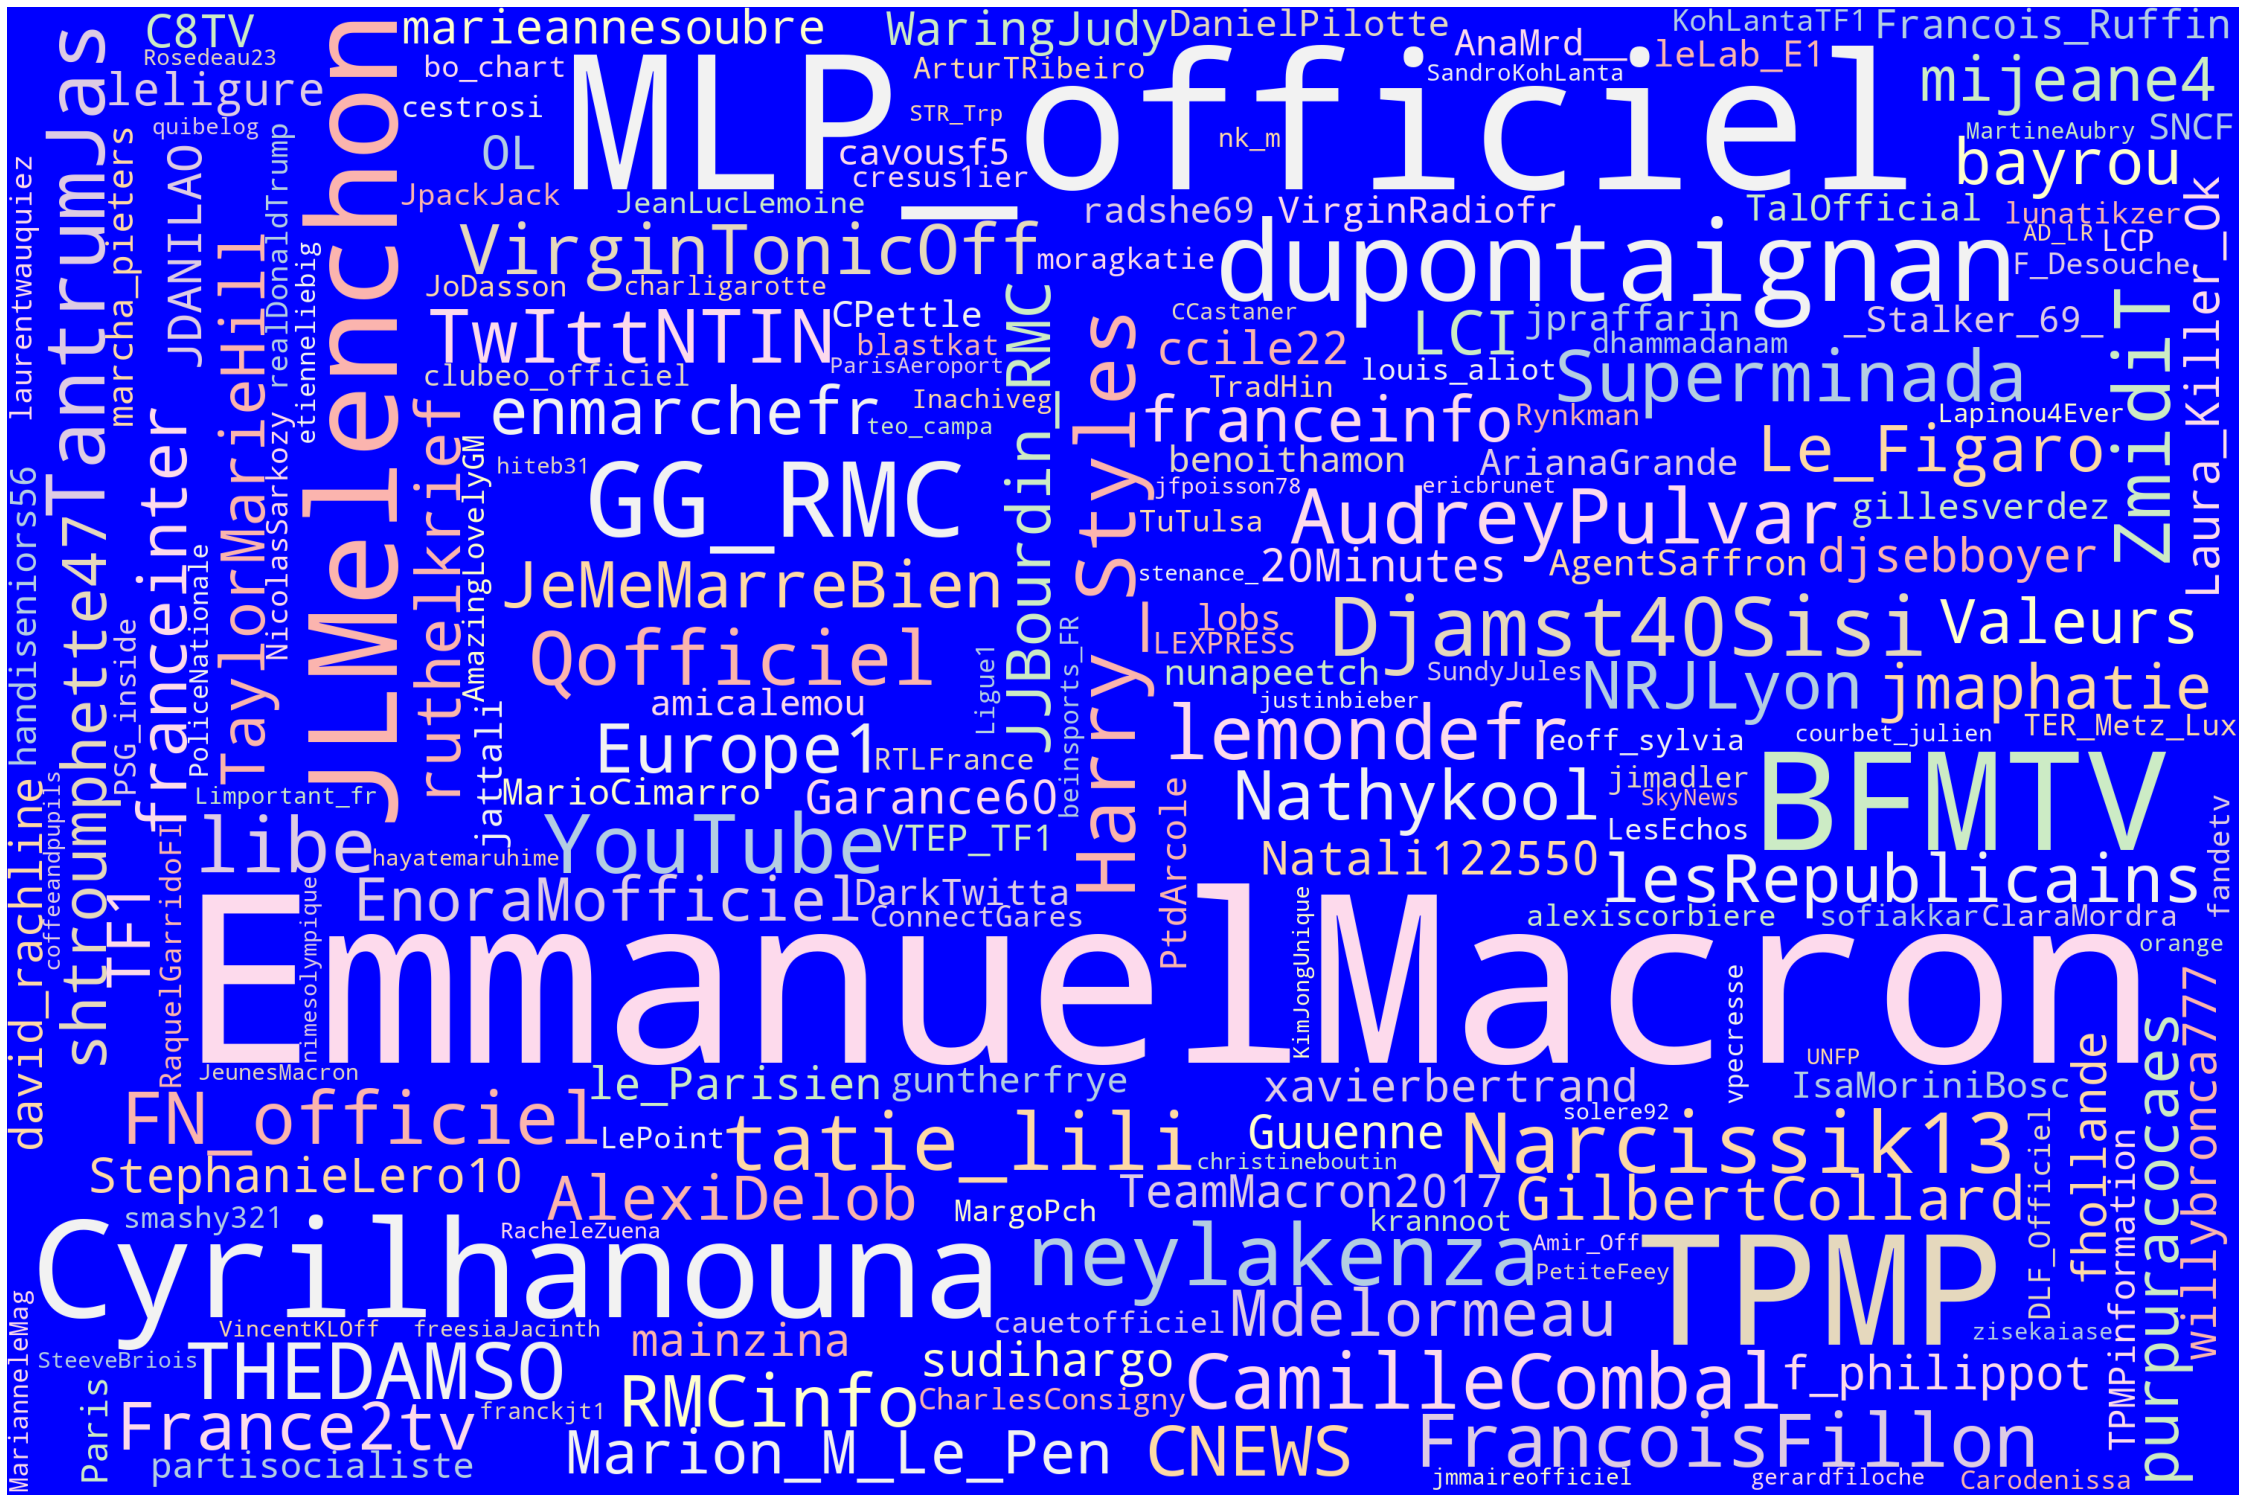 C8TV
Rosedeau23
leligure
quibelog
marieannesoubre
bo_chart
cestrosi
OL
JpackJack
MLP_officiel
WaringJudy
DanielPilotte
ArturTRibeiro
STR_Trp
nk_m
AnaMrd__
SandroKohLanta
KohLantaTF1
leLab_E1
Francois_Ruffin
mijeane4
MartineAubry
SNCF
bayrou
cavousf5
cresus1ier
JeanLucLemoine
radshe69
VirginRadiofr
TalOfficial
lunatikzer
AD_LR
LCP
F_Desouche
VirginTonicOff
moragkatie
dupontaignan
JoDasson
charligarotte
TwIttNTIN
CPettle
blastkat
ParisAeroport
clubeo_officiel
enmarchefr
Inachiveg
teo_campa
hiteb31
CCastaner
ccile22
TradHin
LCI
jpraffarin
dhammadanam
_Stalker_69_
louis_aliot
Superminada
franceinfo
Rynkman
Lapinou4Ever
Le_Figaro
benoithamon
ArianaGrande
jfpoisson78
ericbrunet
TuTulsa
AudreyPulvar
gillesverdez
stenance_
20Minutes
AgentSaffron
djsebboyer
GG_RMC
JeMeMarreBien
Qofficiel
amicalemou
Europe1
RTLFrance
MarioCimarro
Garance60
lobs
LEXPRESS
nunapeetch
Djamst40Sisi
SundyJules
Valeurs
justinbieber
NRJLyon
jmaphatie
lemondefr
eoff_sylvia
courbet_julien
TER_Metz_Lux
Nathykool
jimadler
SkyNews
LesEchos
BFMTV
Limportant_fr
libe
hayatemaruhime
YouTube
VTEP_TF1
Natali122550
lesRepublicains
EnoraMofficiel
DarkTwitta
ConnectGares
alexiscorbiere
sofiakkar
ClaraMordra
orange
EmmanuelMacron
JeunesMacron
le_Parisien
guntherfrye
xavierbertrand
UNFP
IsaMoriniBosc
FN_officiel
LePoint
tatie_lili
Guuenne
solere92
christineboutin
Narcissik13
StephanieLero10
AlexiDelob
MargoPch
TeamMacron2017
GilbertCollard
smashy321
RacheleZuena
krannoot
Amir_Off
PetiteFeey
Cyrilhanouna
neylakenza
TPMP
VincentKLOff
freesiaJacinth
mainzina
cauetofficiel
Mdelormeau
zisekaiase
SteeveBriois
THEDAMSO
sudihargo
CharlesConsigny
CamilleCombal
f_philippot
RMCinfo
France2tv
franckjt1
partisocialiste
Marion_M_Le_Pen
CNEWS
FrancoisFillon
jmmaireofficiel
gerardfiloche
Carodenissa
laurentwauquiez
TantrumJas
marcha_pieters
JDANILAO
realDonaldTrump
etienneliebig
NicolasSarkozy
TaylorMarieHill
JLMelenchon
ruthelkrief
AmazingLovelyGM
jattali
handiseniors56
shtroumphette47
PSG_inside
franceinter
PoliceNationale
david_rachline
coffeeandpupils
TF1
RaquelGarridoFI
nimesolympique
JJBourdin_RMC
Ligue1
beinsports_FR
Harry_Styles
PtdArcole
KimJongUnique
ZmidiT
Laura_Killer_Ok
fandetv
vpecresse
willybronca777
purpuracocaes
fhollande
DLF_Officiel
TPMPinformation
MarianneleMag
Paris